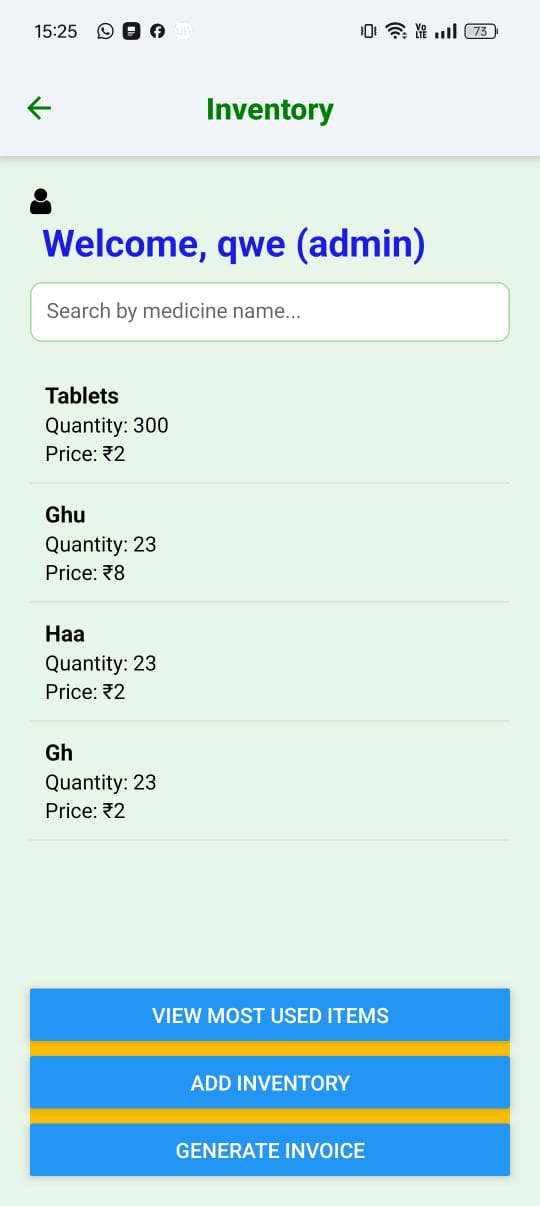 15:25
VoLTE
73
Inventory
Welcome, qwe (admin)
Search by medicine name...
Tablets
Quantity: 300
Price: ₹2
Ghu
Quantity: 23
Price: ₹8
Haa
Quantity: 23
Price: ₹2
Gh
Quantity: 23
Price: ₹2
VIEW MOST USED ITEMS
ADD INVENTORY
GENERATE INVOICE